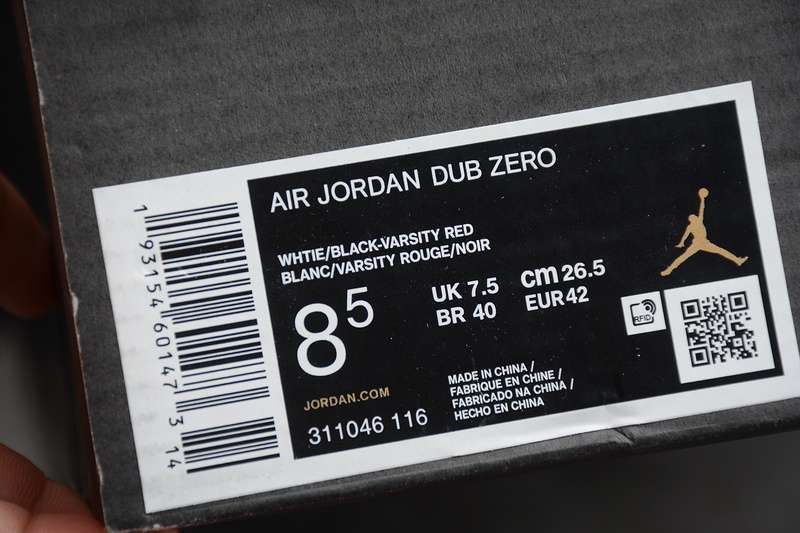 AIR JORDAN DUB ZERO
WHTIE/BLACK-VARSITY RED
BLANC/VARSITY ROUGE/NOIR
8 5
UK 7.5 cm 26.5
BR 40 EUR 42
RFID
JORDAN.COM
311046 116
MADE IN CHINA /
FABRIQUE EN CHINE /
FABRICADO NA CHINA /
HECHO EN CHINA
1 93154 60147 3 14